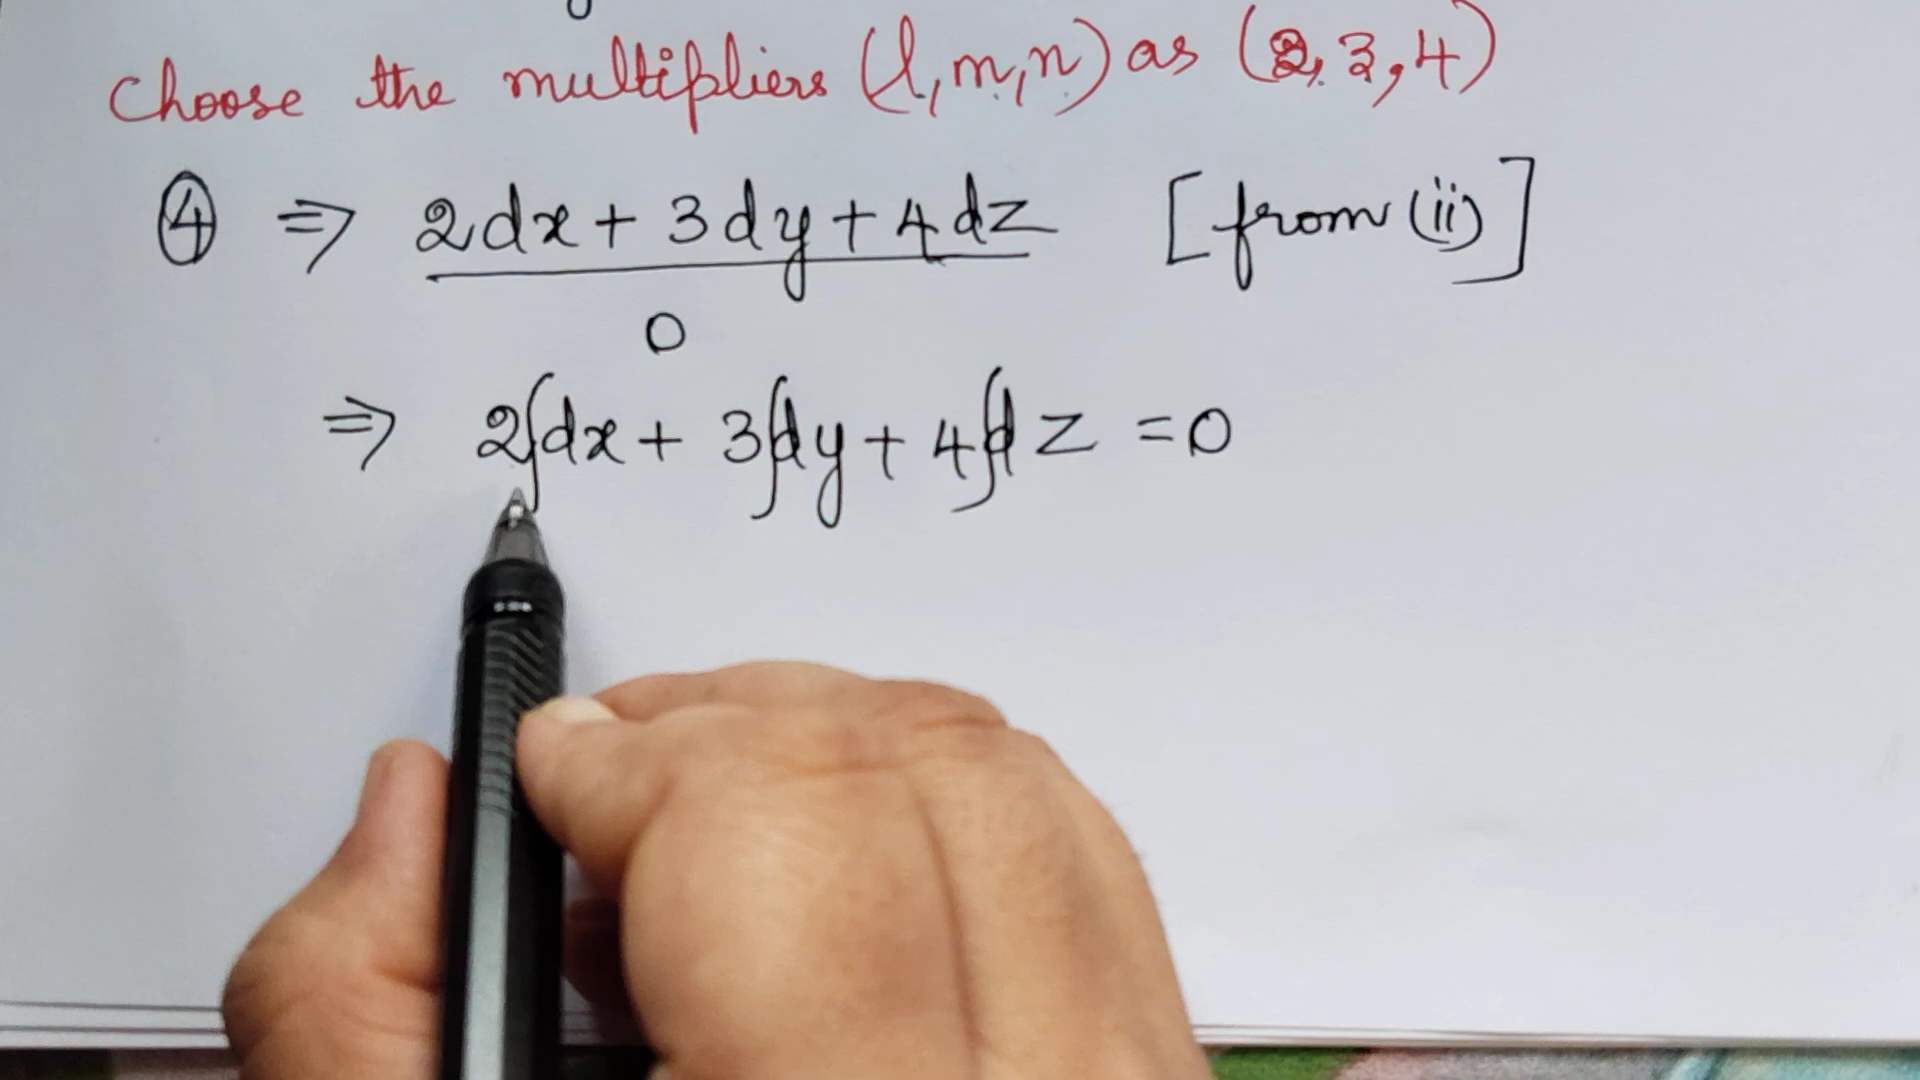 Choose the multipliers (l, m, n) as (2, 3, 4)
④ ⇒ 2dx + 3dy + 4dz [from (ii)]
0
⇒ 2∫dx + 3∫dy + 4∫dz = 0